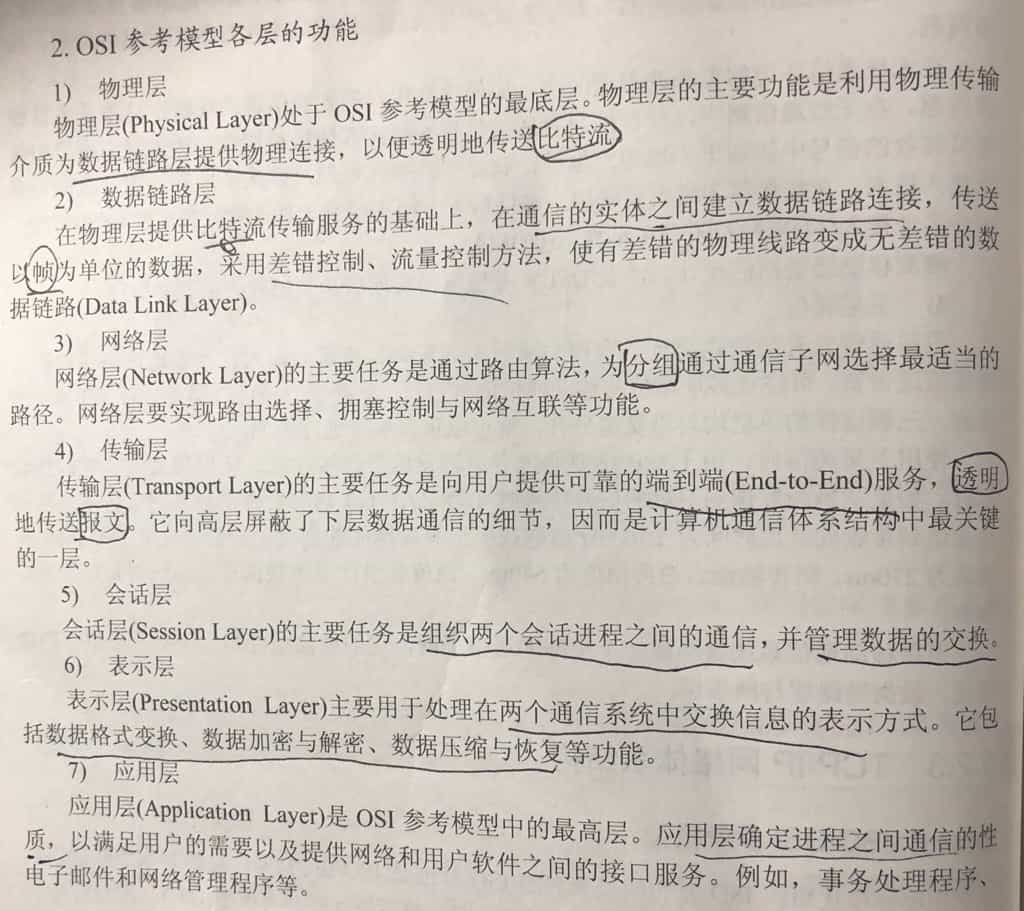 2. OSI 参考模型各层的功能
1) 物理层
物理层(Physical Layer)处于 OSI 参考模型的最底层。物理层的主要功能是利用物理传输
介质为数据链路层提供物理连接，以便透明地传送比特流。
2) 数据链路层
在物理层提供比特流传输服务的基础上，在通信的实体之间建立数据链路连接，传送
以帧为单位的数据，采用差错控制、流量控制方法，使有差错的物理线路变成无差错的数
据链路(Data Link Layer)。
3) 网络层
网络层(Network Layer)的主要任务是通过路由算法，为分组通过通信子网选择最适当的
路径。网络层要实现路由选择、拥塞控制与网络互联等功能。
4) 传输层
传输层(Transport Layer)的主要任务是向用户提供可靠的端到端(End-to-End)服务，透明
地传送报文。它向高层屏蔽了下层数据通信的细节，因而是计算机通信体系结构中最关键
的一层。
5) 会话层
会话层(Session Layer)的主要任务是组织两个会话进程之间的通信，并管理数据的交换。
6) 表示层
表示层(Presentation Layer)主要用于处理在两个通信系统中交换信息的表示方式。它包
括数据格式变换、数据加密与解密、数据压缩与恢复等功能。
7) 应用层
应用层(Application Layer)是 OSI 参考模型中的最高层。应用层确定进程之间通信的性
质，以满足用户的需要以及提供网络和用户软件之间的接口服务。例如，事务处理程序、
电子邮件和网络管理程序等。